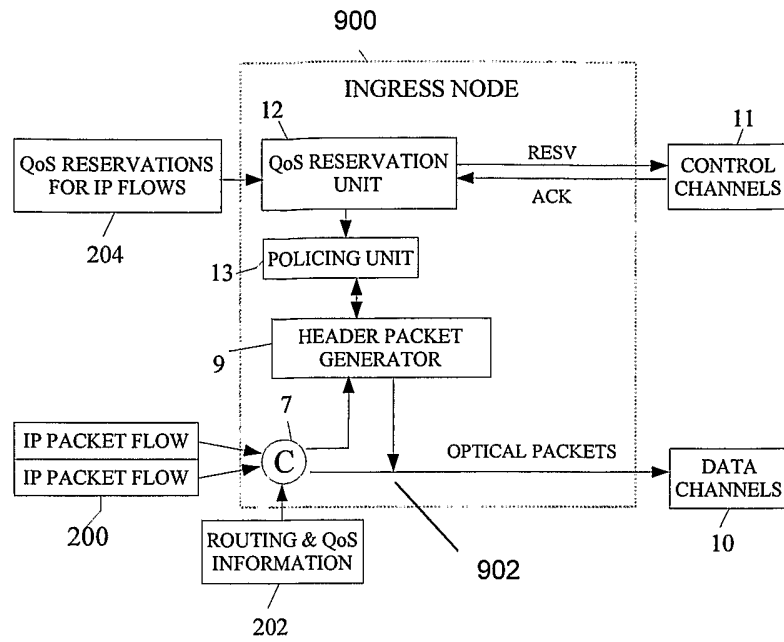 900
INGRESS NODE
12
11
QoS RESERVATIONS
FOR IP FLOWS
QoS RESERVATION
UNIT
RESV
ACK
CONTROL
CHANNELS
204
13
POLICING UNIT
9
HEADER PACKET
GENERATOR
7
IP PACKET FLOW
IP PACKET FLOW
C
OPTICAL PACKETS
DATA
CHANNELS
200
ROUTING & QoS
INFORMATION
902
10
202